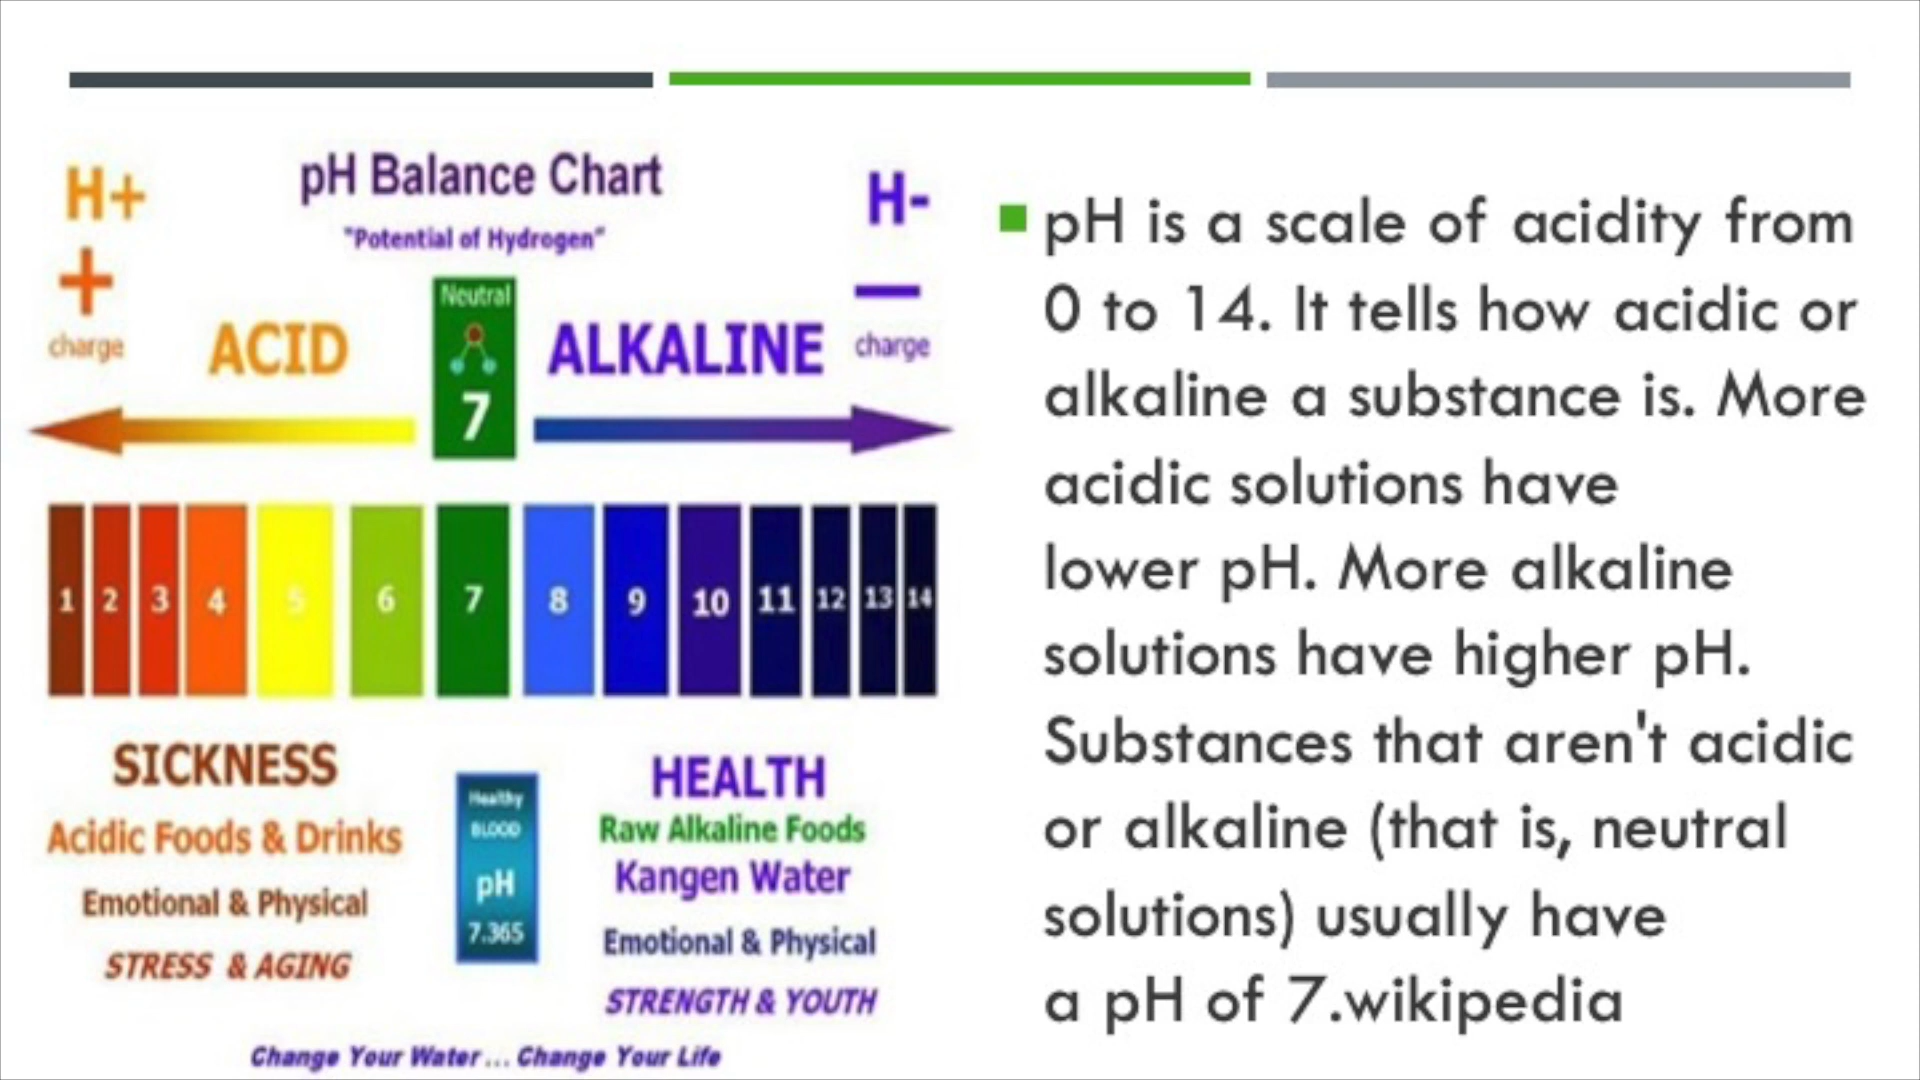 pH Balance Chart
"Potential of Hydrogen"
H+
+
charge
ACID
Neutral
7
ALKALINE
H-
–
charge
1 2 3 4 5 6 7 8 9 10 11 12 13 14
SICKNESS
Acidic Foods & Drinks
Emotional & Physical
STRESS & AGING
Healthy
BLOOD
pH
7.365
HEALTH
Raw Alkaline Foods
Kangen Water
Emotional & Physical
STRENGTH & YOUTH
Change Your Water... Change Your Life
pH is a scale of acidity from
0 to 14. It tells how acidic or
alkaline a substance is. More
acidic solutions have
lower pH. More alkaline
solutions have higher pH.
Substances that aren't acidic
or alkaline (that is, neutral
solutions) usually have
a pH of 7.wikipedia